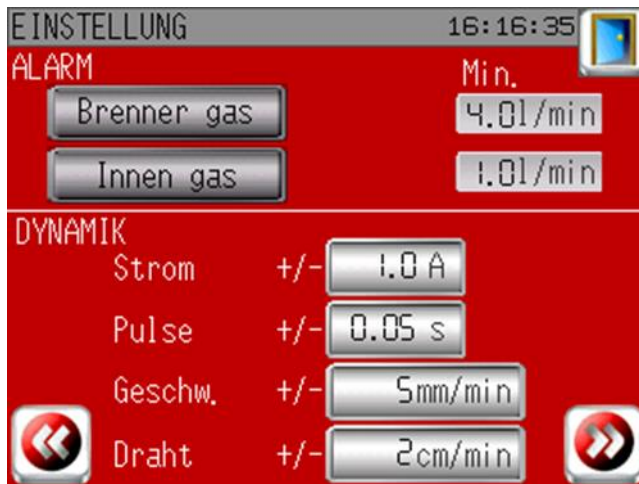 EINSTELLUNG 16:16:35
ALARM Min.
Brenner gas 4.0l/min
Innen gas 1.0l/min
DYNAMIK
Strom +/- 1.0 A
Pulse +/- 0.05 s
Geschw. +/- 5mm/min
Draht +/- 2cm/min